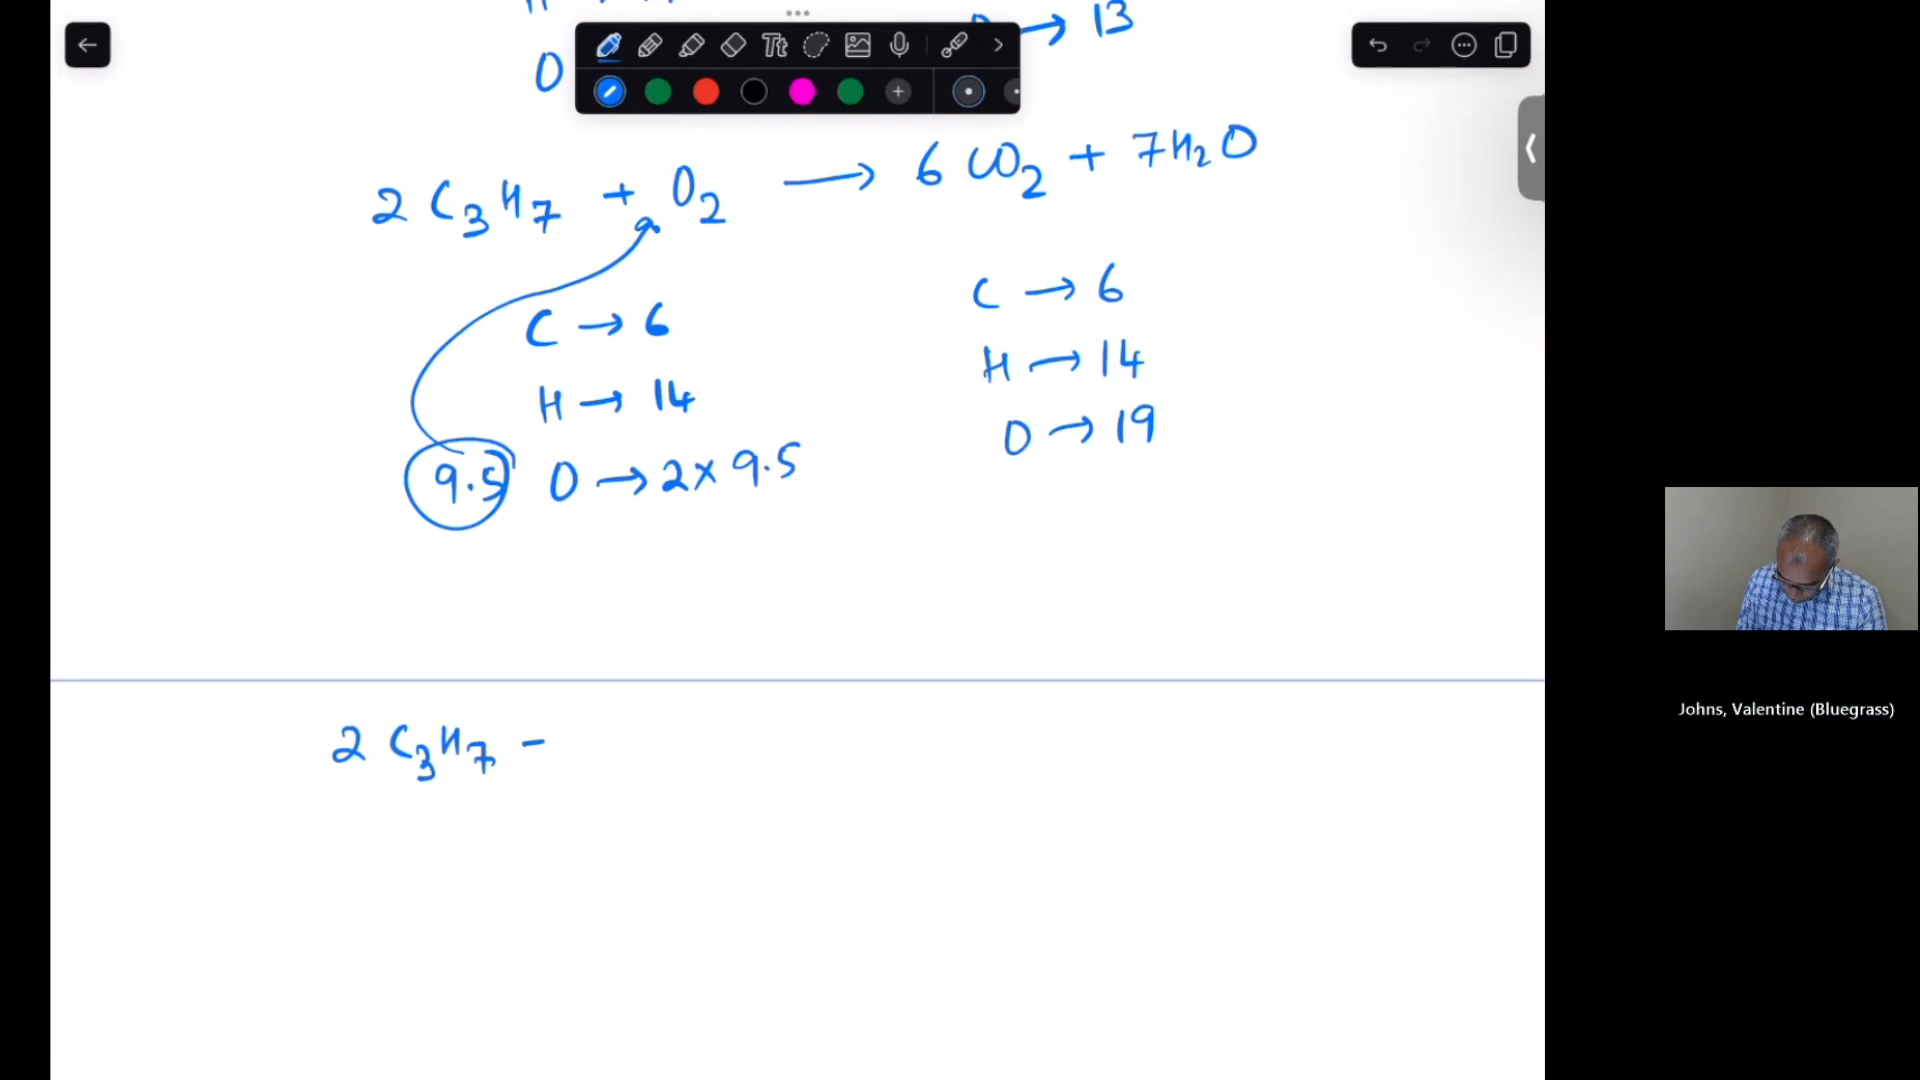 → 13
O
2 C3H7 + O2 → 6 CO2 + 7H2O
C → 6
C → 6
H → 14
H → 14
O → 19
9.5 O → 2 x 9.5
2 C3H7 -
Tt
Johns, Valentine (Bluegrass)